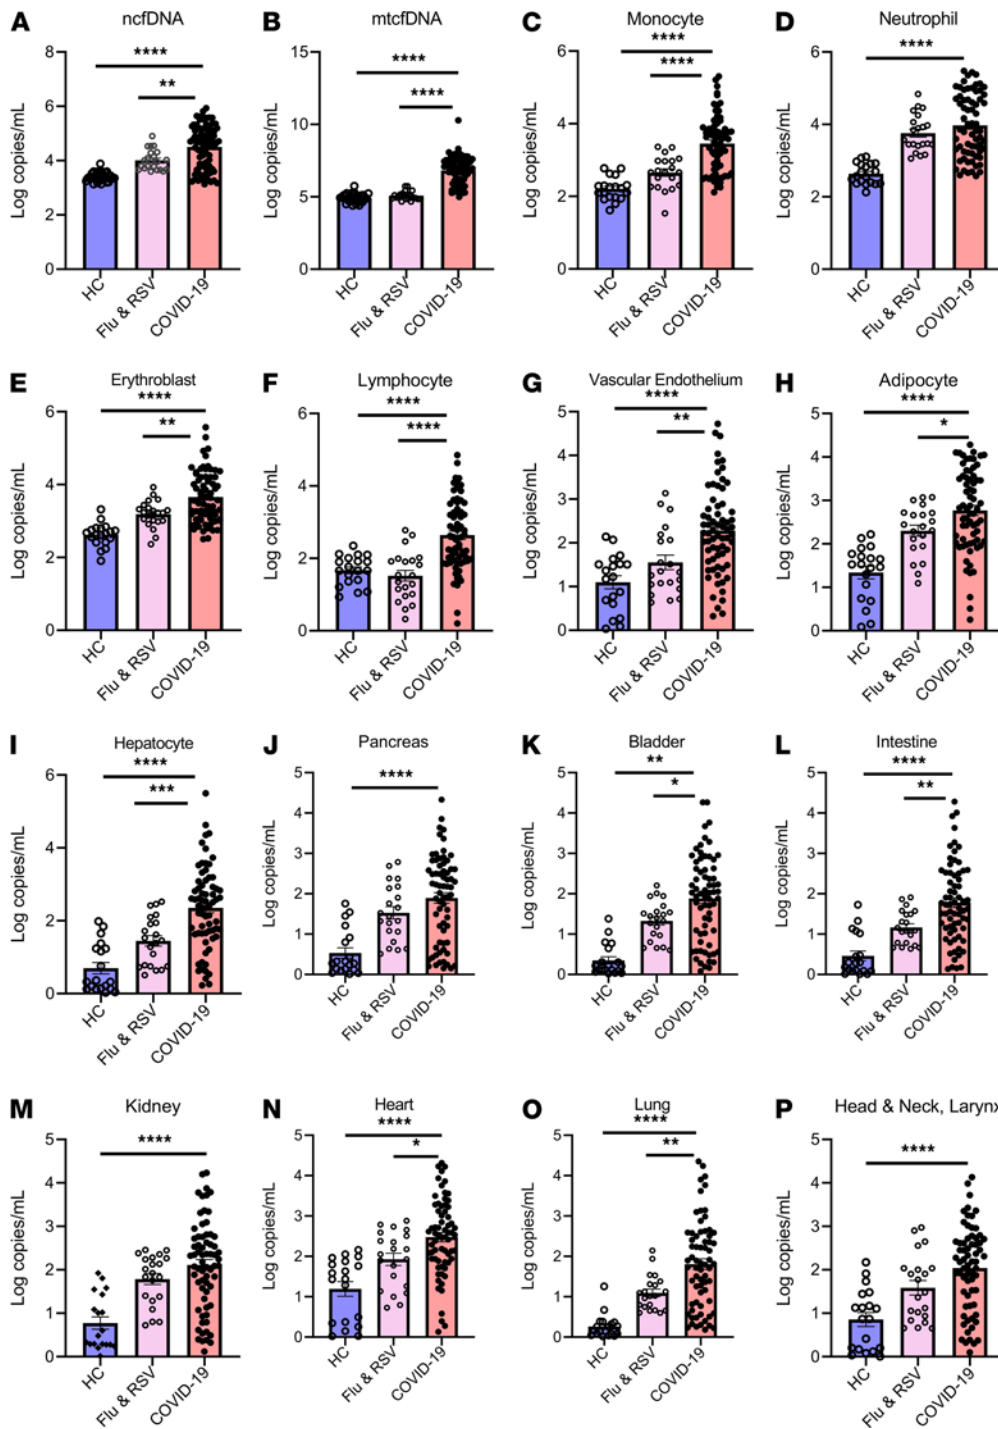 A ncfDNA
****
**
Log copies/mL
8
6
4
2
0
HC
Flu & RSV
COVID-19
B mtcfDNA
****
****
Log copies/mL
15
10
5
0
HC
Flu & RSV
COVID-19
C Monocyte
****
****
Log copies/mL
6
4
2
0
HC
Flu & RSV
COVID-19
D Neutrophil
****
Log copies/mL
6
4
2
0
HC
Flu & RSV
COVID-19
E Erythroblast
****
**
Log copies/mL
6
4
2
0
HC
Flu & RSV
COVID-19
F Lymphocyte
****
****
Log copies/mL
6
4
2
0
HC
Flu & RSV
COVID-19
G Vascular Endothelium
****
**
Log copies/mL
5
4
3
2
1
0
HC
Flu & RSV
COVID-19
H Adipocyte
****
*
Log copies/mL
5
4
3
2
1
0
HC
Flu & RSV
COVID-19
I Hepatocyte
****
***
Log copies/mL
6
4
2
0
HC
Flu & RSV
COVID-19
J Pancreas
****
Log copies/mL
5
4
3
2
1
0
HC
Flu & RSV
COVID-19
K Bladder
**
*
Log copies/mL
5
4
3
2
1
0
HC
Flu & RSV
COVID-19
L Intestine
****
**
Log copies/mL
5
4
3
2
1
0
HC
Flu & RSV
COVID-19
M Kidney
****
Log copies/mL
5
4
3
2
1
0
HC
Flu & RSV
COVID-19
N Heart
****
*
Log copies/mL
5
4
3
2
1
0
HC
Flu & RSV
COVID-19
O Lung
****
**
Log copies/mL
5
4
3
2
1
0
HC
Flu & RSV
COVID-19
P Head & Neck, Larynx
****
Log copies/mL
5
4
3
2
1
0
HC
Flu & RSV
COVID-19